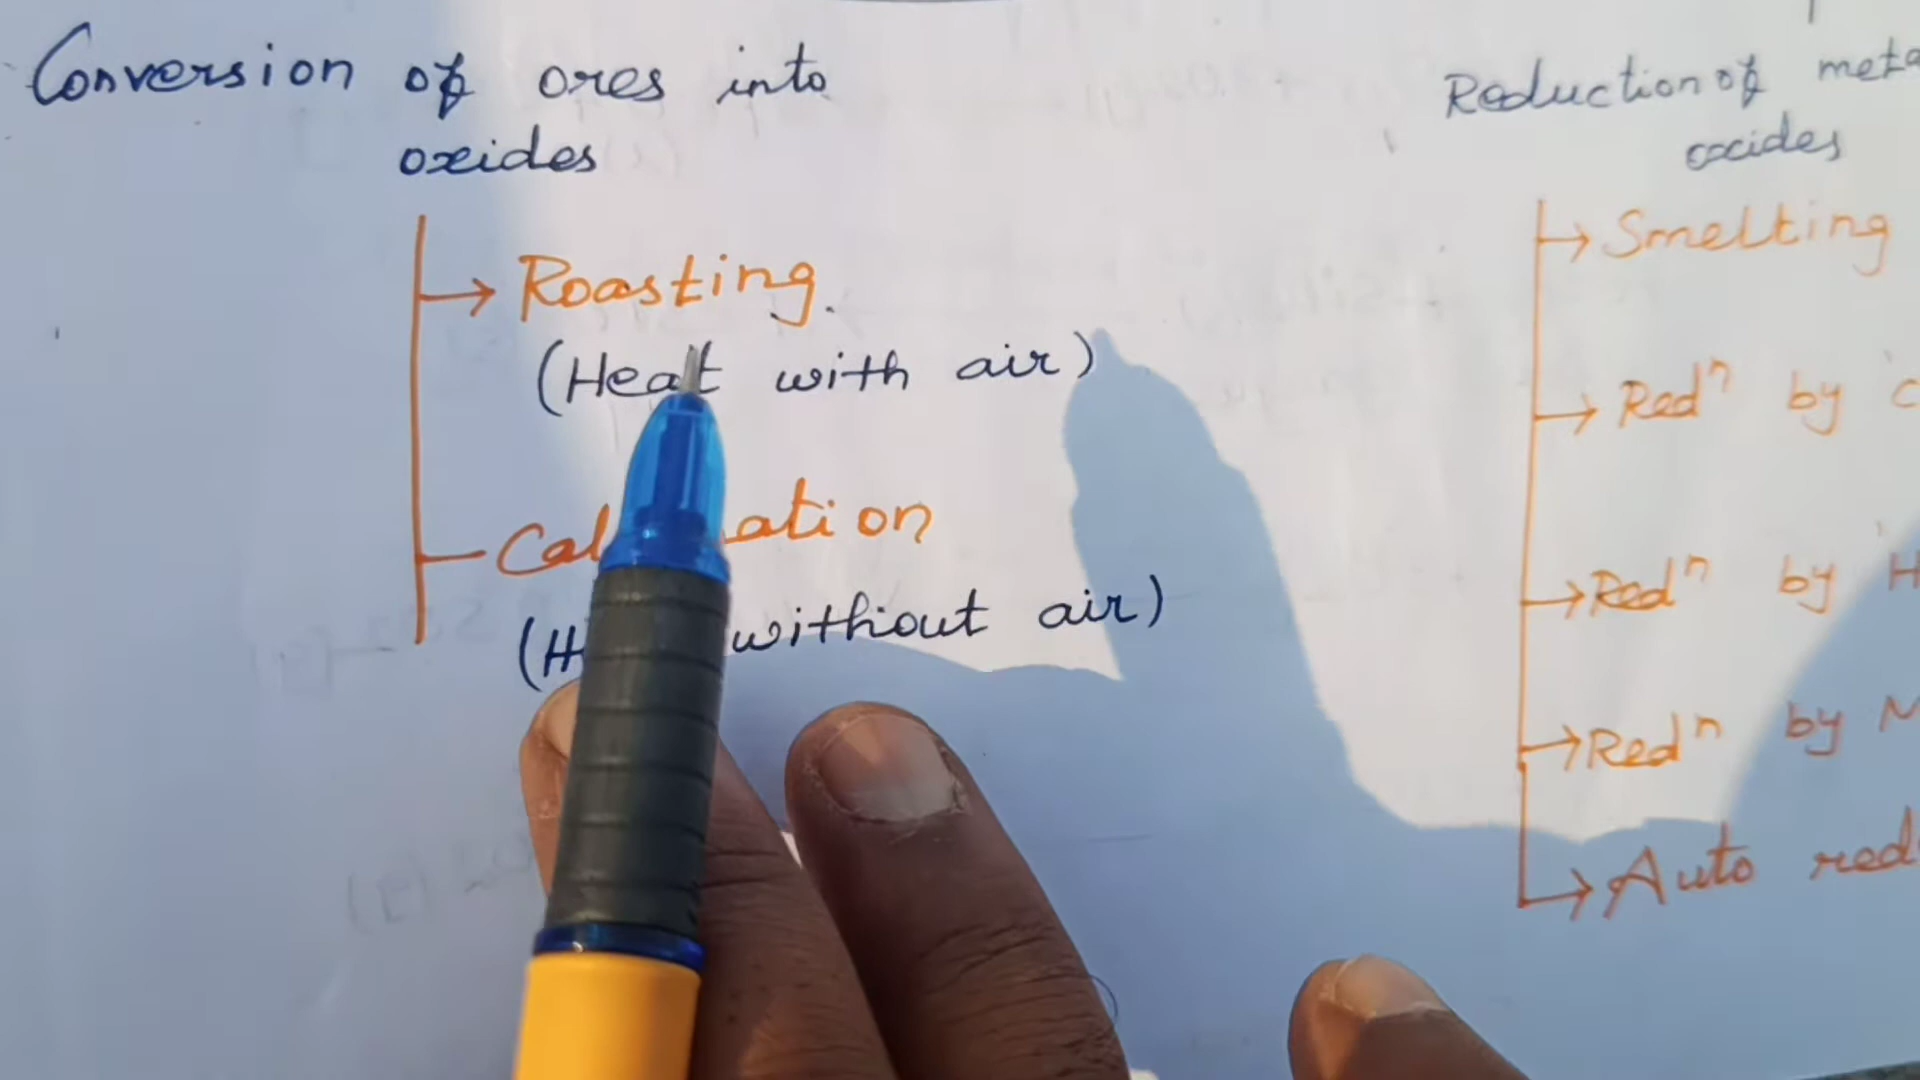 Conversion of ores into
oxides
Roasting.
(Heat with air)
without air)
Reduction of
oxides
Smelting
Redⁿ by
Redⁿ by
Redⁿ by
Auto